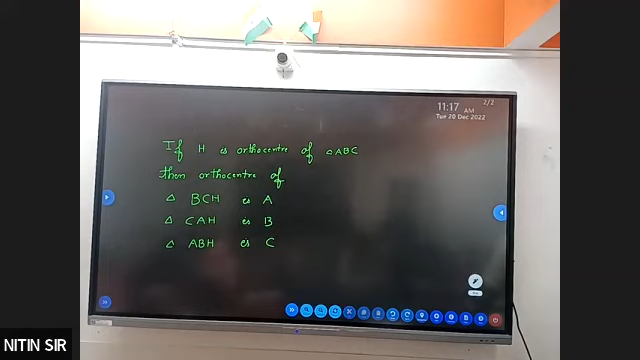 11:17 AM
2/2
Tue 20 Dec 2022
If H is orthocentre of △ABC
then orthocentre of
△ BCH is A
△ CAH is B
△ ABH is C
NITIN SIR